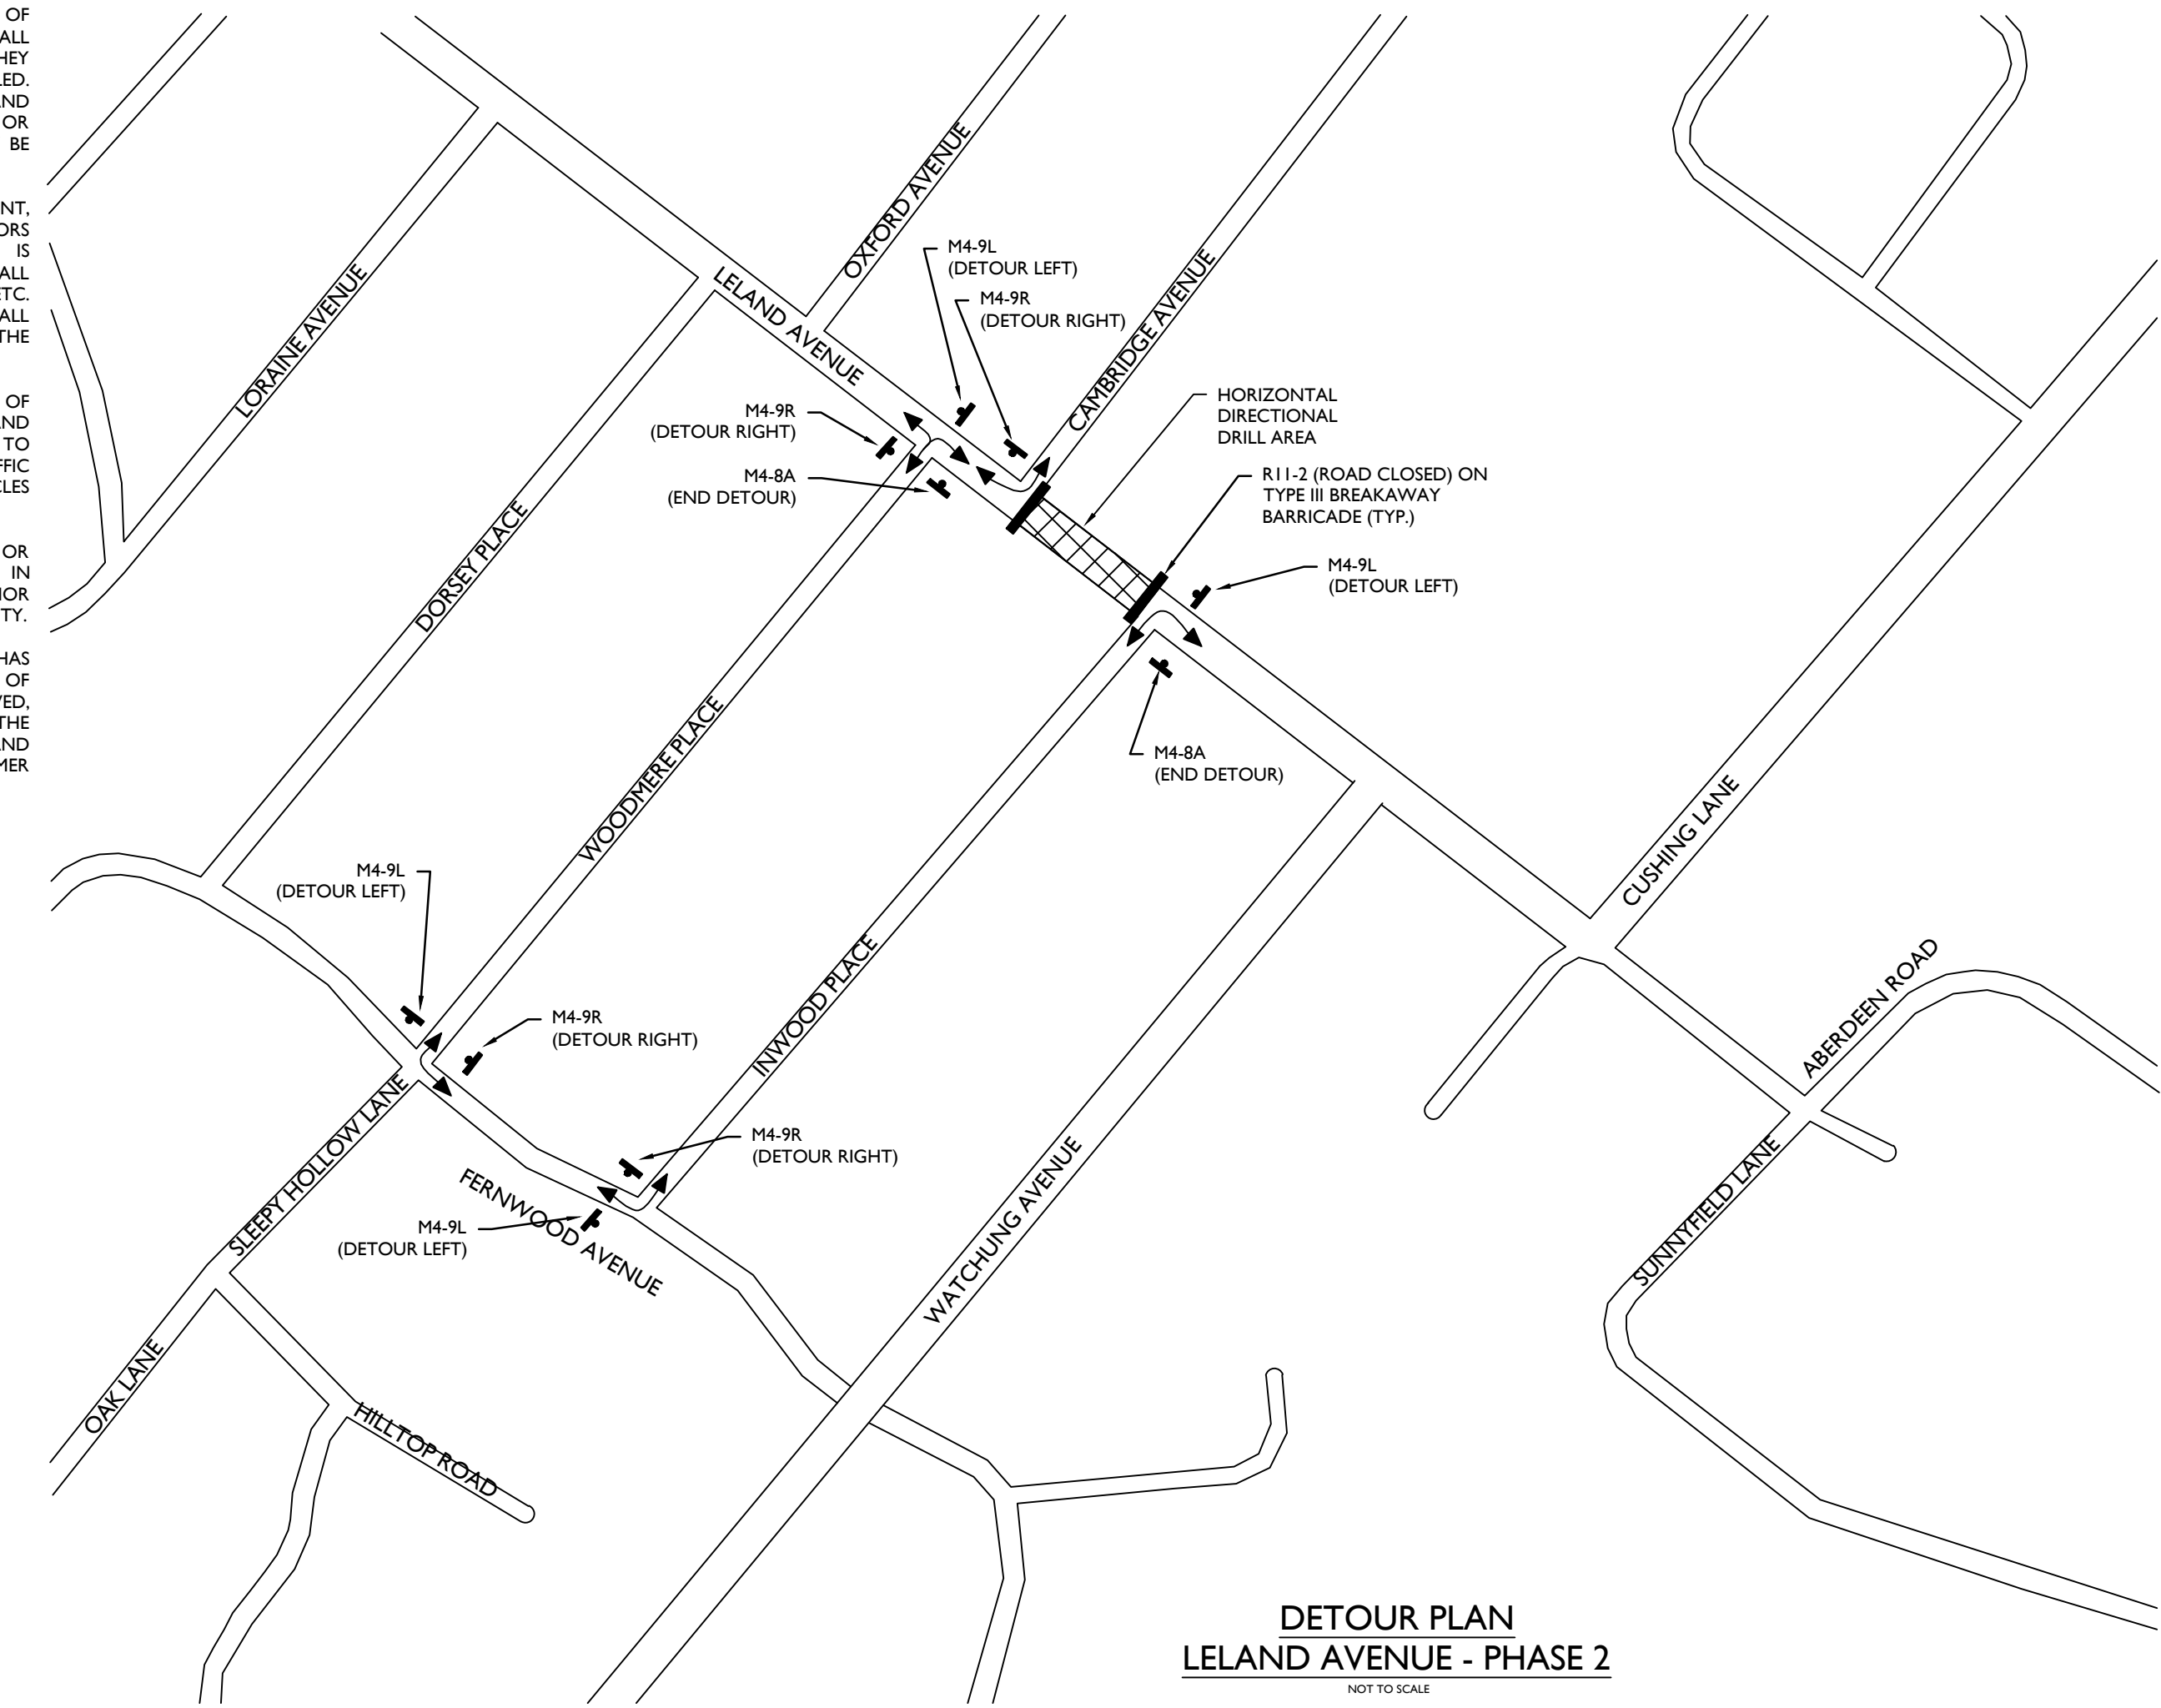 OF
ALL
HEY
LED.
AND
OR
BE
ENT,
ORS
IS
ALL
ETC.
ALL
THE
OF
AND
TO
FFIC
CLES
OR
IN
IOR
TY.
HAS
OF
VED,
THE
AND
MER
LORAINE AVENUE
DORSEY PLACE
LELAND AVENUE
OXFORD AVENUE
CAMBRIDGE AVENUE
M4-9L
(DETOUR LEFT)
M4-9R
(DETOUR RIGHT)
M4-9R
(DETOUR RIGHT)
M4-8A
(END DETOUR)
HORIZONTAL
DIRECTIONAL
DRILL AREA
R11-2 (ROAD CLOSED) ON
TYPE III BREAKAWAY
BARRICADE (TYP.)
M4-9L
(DETOUR LEFT)
M4-8A
(END DETOUR)
WOODMERE PLACE
INWOOD PLACE
CUSHING LANE
ABERDEEN ROAD
M4-9L
(DETOUR LEFT)
M4-9R
(DETOUR RIGHT)
M4-9R
(DETOUR RIGHT)
M4-9L
(DETOUR LEFT)
SLEEPY HOLLOW LANE
FERNWOOD AVENUE
WATCHUNG AVENUE
SUNNYFIELD LANE
OAK LANE
HILLTOP ROAD
DETOUR PLAN
LELAND AVENUE - PHASE 2
NOT TO SCALE